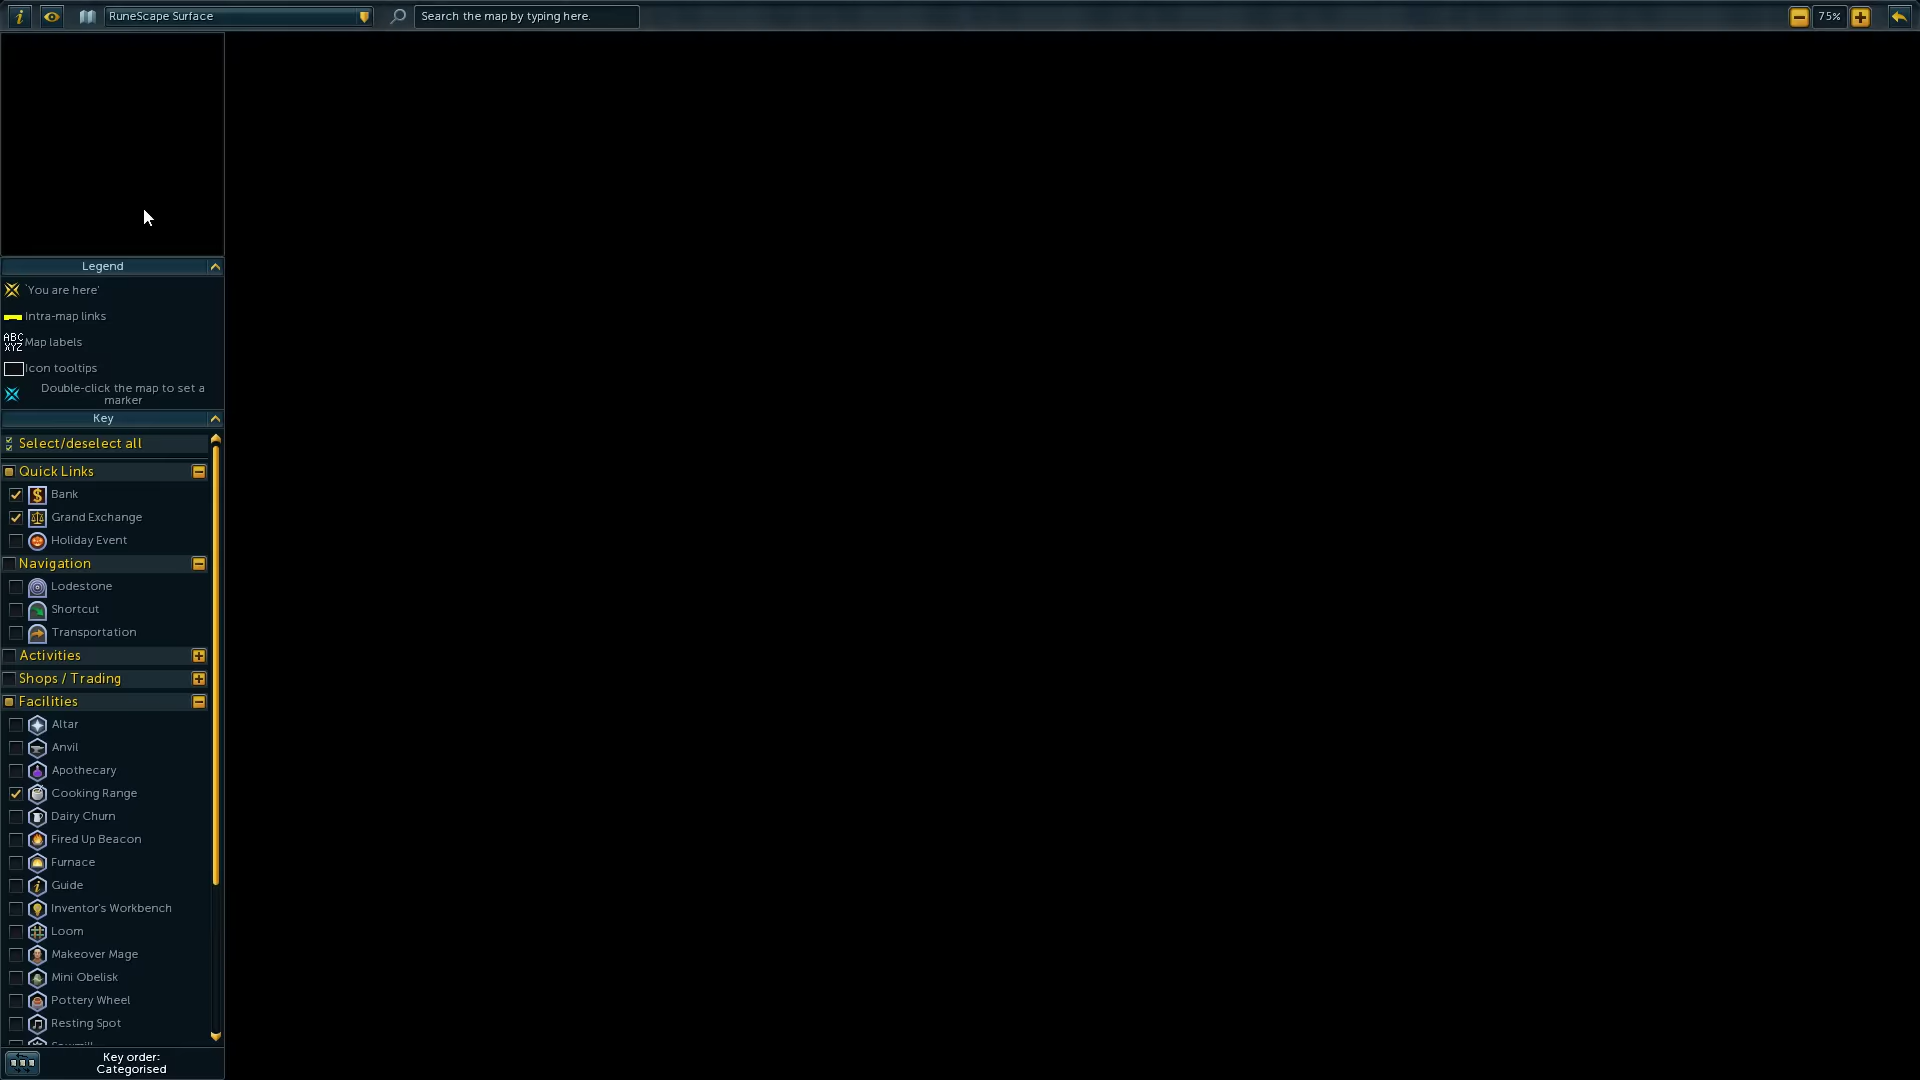 RuneScape Surface
Search the map by typing here.
75%
Legend
'You are here'
Intra-map links
ABC
XYZ
Map labels
Icon tooltips
Double-click the map to set a
marker
Key
Select/deselect all
Quick Links
Bank
Grand Exchange
Holiday Event
Navigation
Lodestone
Shortcut
Transportation
Activities
Shops / Trading
Facilities
Altar
Anvil
Apothecary
Cooking Range
Dairy Churn
Fired Up Beacon
Furnace
Guide
Inventor's Workbench
Loom
Makeover Mage
Mini Obelisk
Pottery Wheel
Resting Spot
Key order:
Categorised